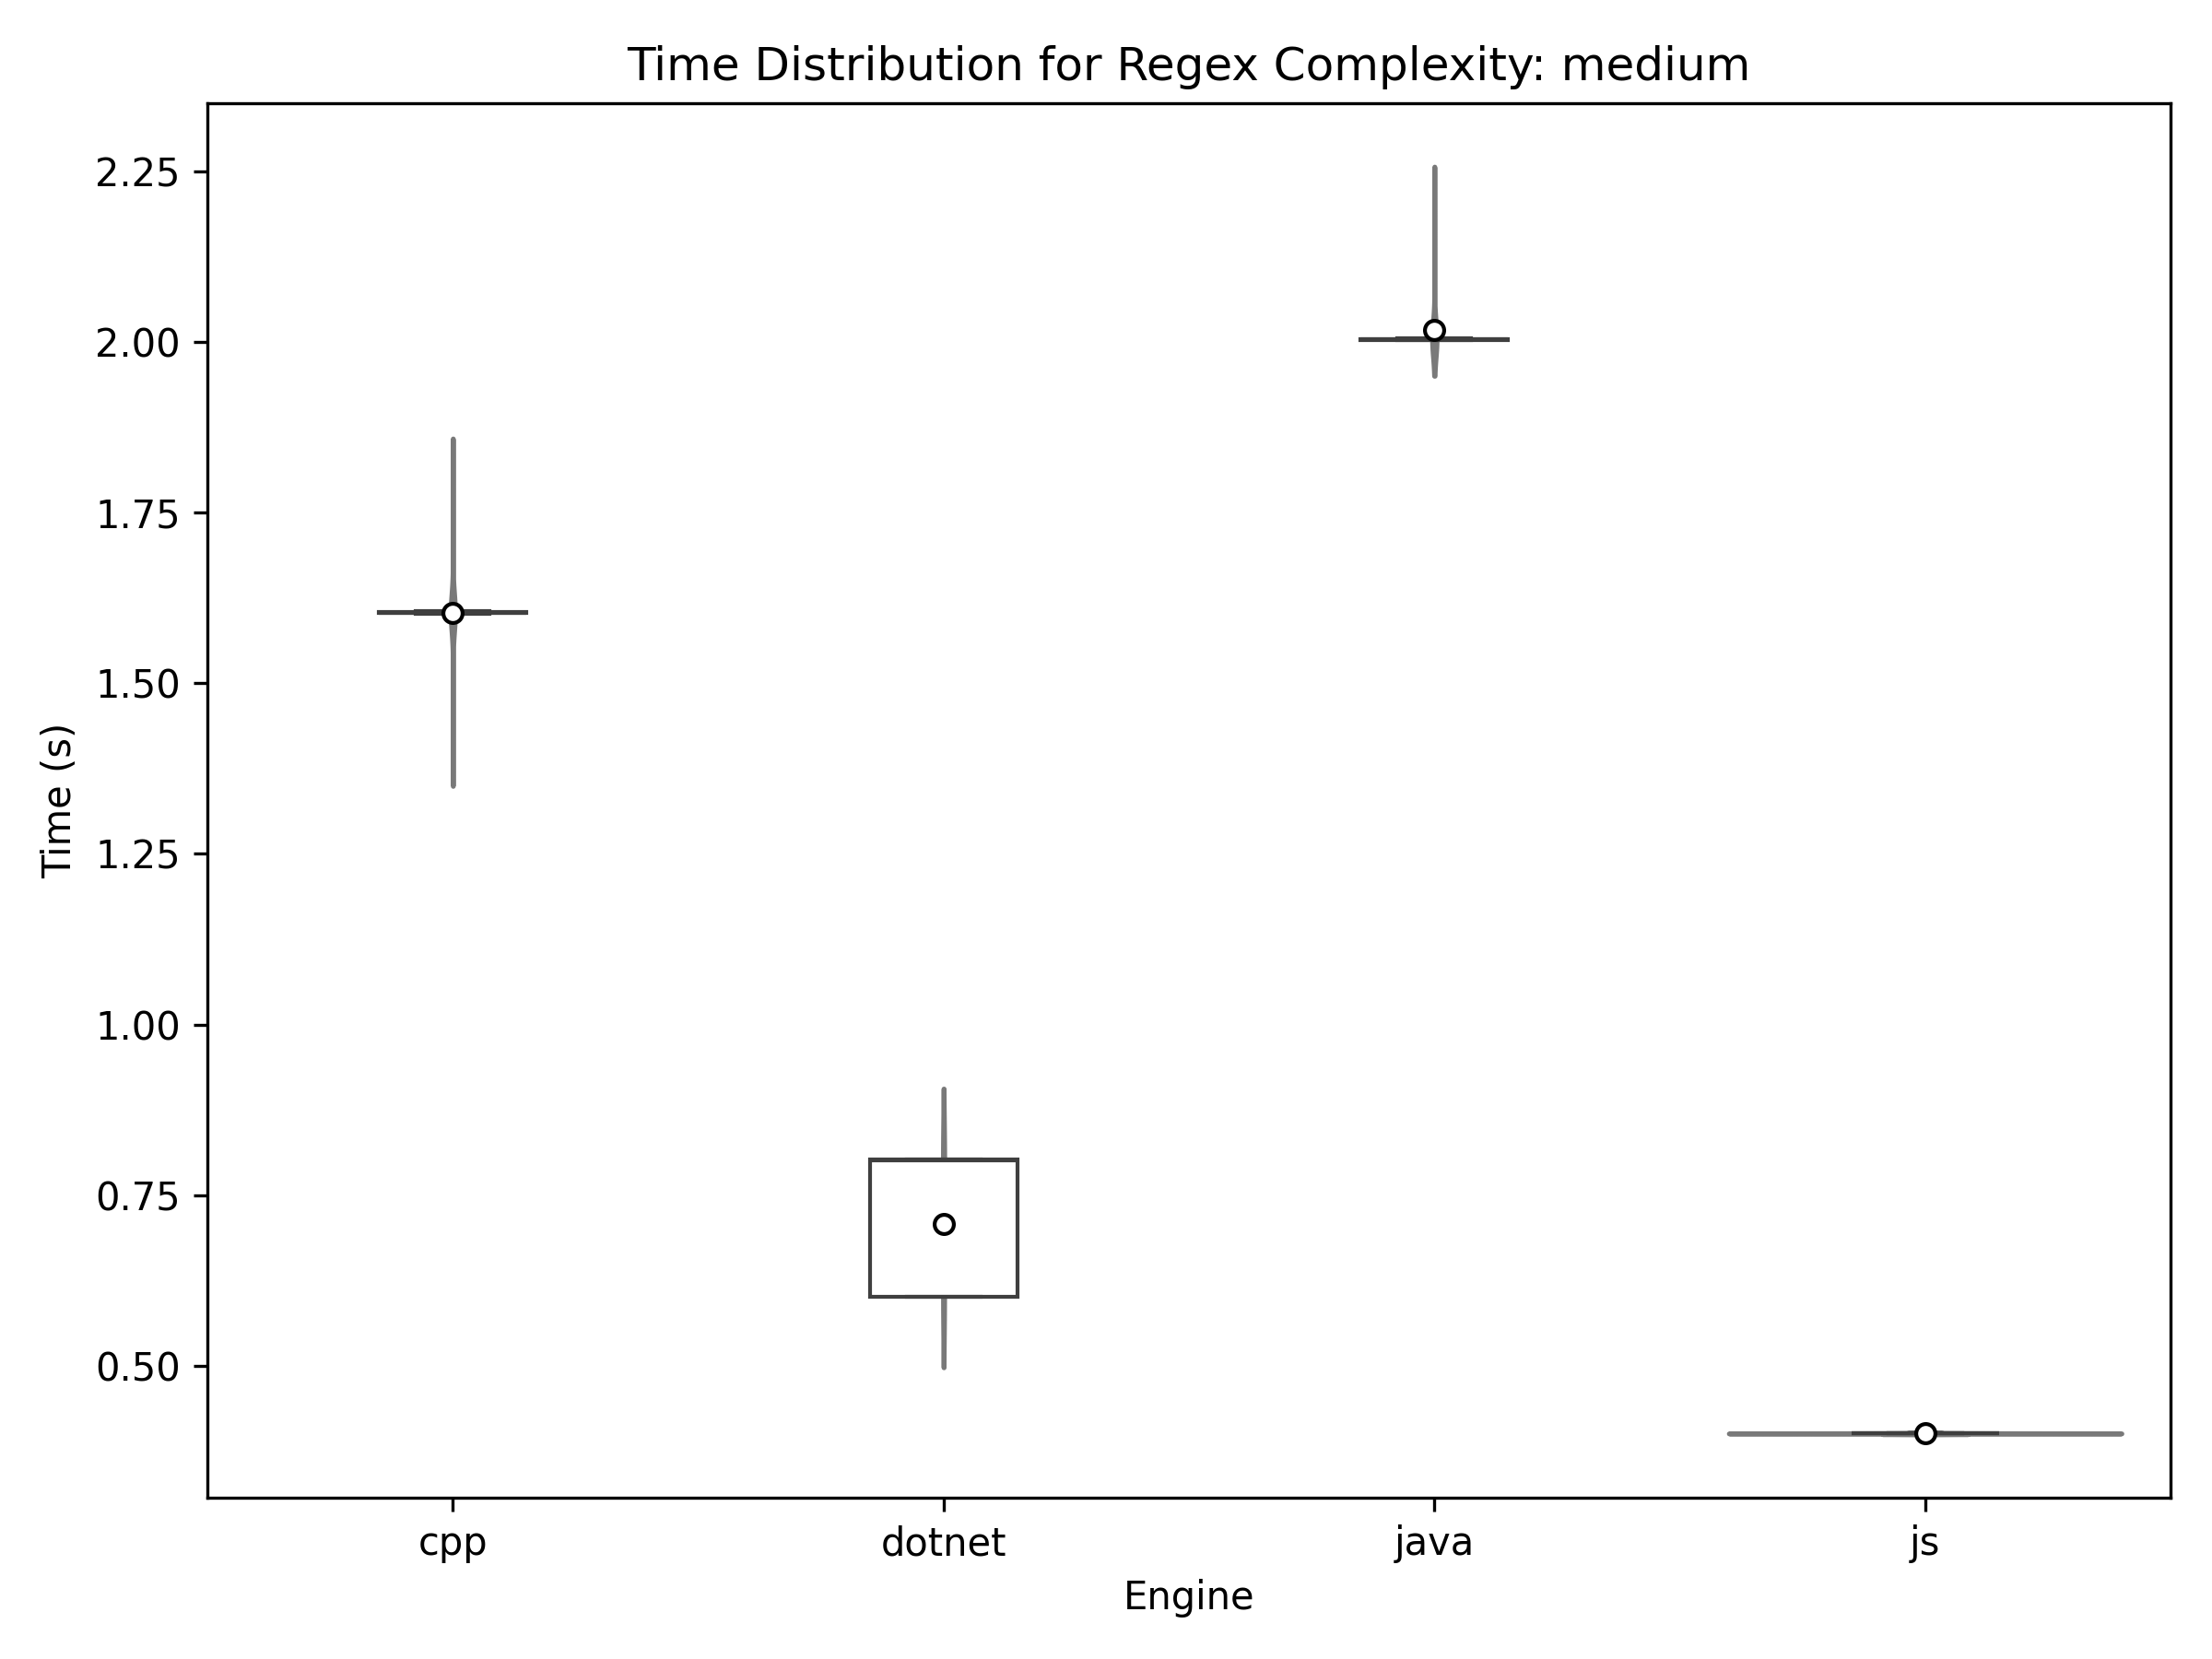 Time Distribution for Regex Complexity: medium
2.25
2.00
1.75
1.50
1.25
1.00
0.75
0.50
Time (s)
cpp dotnet java js
Engine